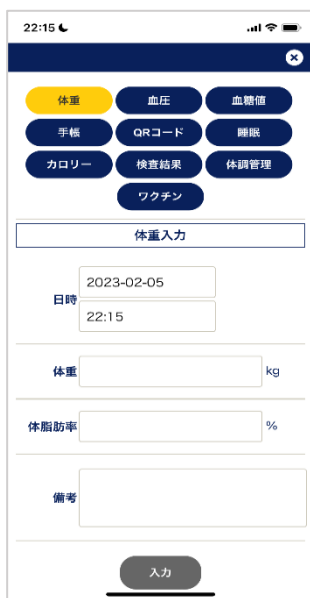 22:15
体重 血圧 血糖値
手帳 QRコード 睡眠
カロリー 検査結果 体調管理
ワクチン
体重入力
日時 2023-02-05
22:15
体重 kg
体脂肪率 %
備考
入力